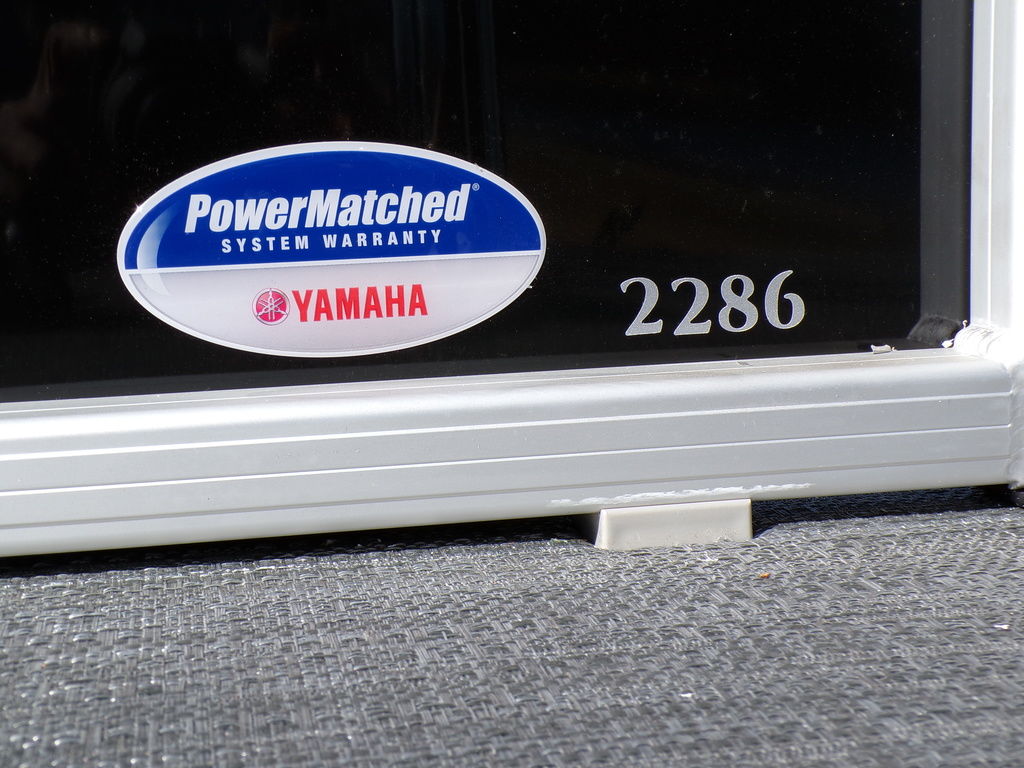 PowerMatched®
SYSTEM WARRANTY
YAMAHA
2286